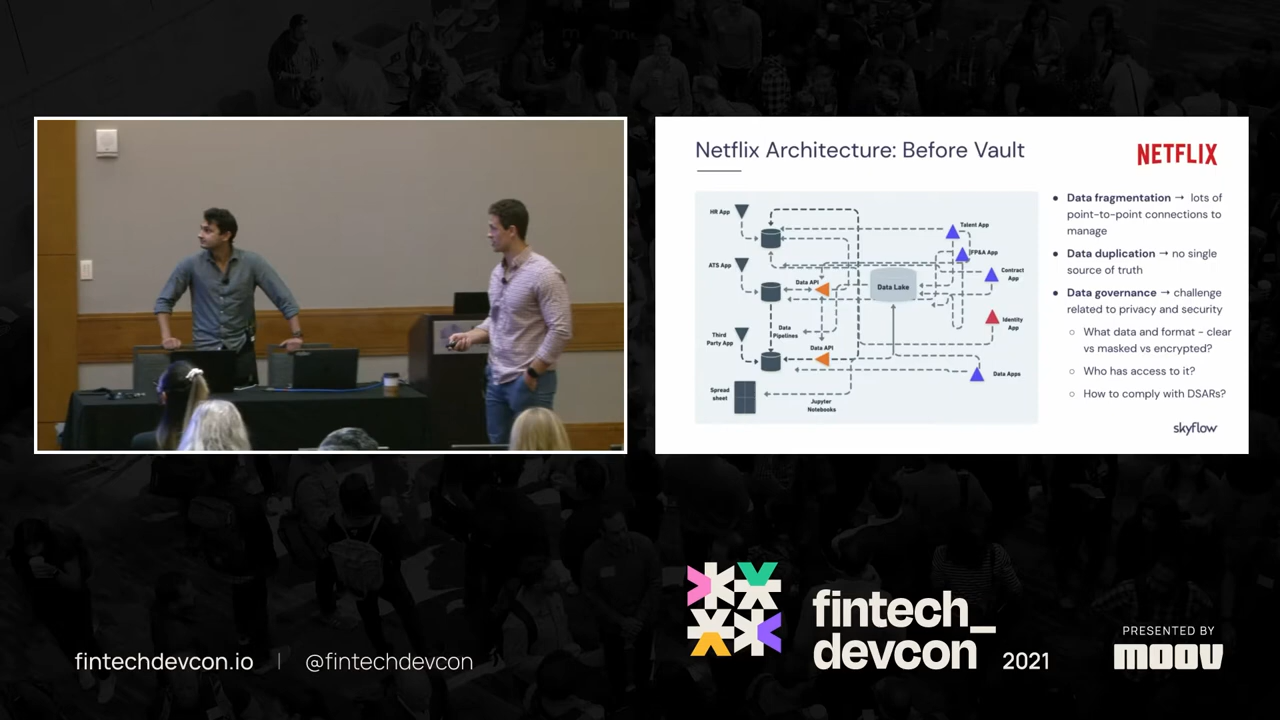 Netflix Architecture: Before Vault
NETFLIX
HR App
ATS App
Third
Party App
Spread
sheet
Data API
Data
Pipelines
Data API
Jupyter
Notebooks
Data Lake
Talent App
FP&A App
Contract
App
Identity
App
Data Apps
• Data fragmentation → lots of
point-to-point connections to
manage
• Data duplication → no single
source of truth
• Data governance → challenge
related to privacy and security
○ What data and format - clear
vs masked vs encrypted?
○ Who has access to it?
○ How to comply with DSARs?
skyflow
fintechdevcon.io | @fintechdevcon
fintech_
devcon 2021
PRESENTED BY
MOOV